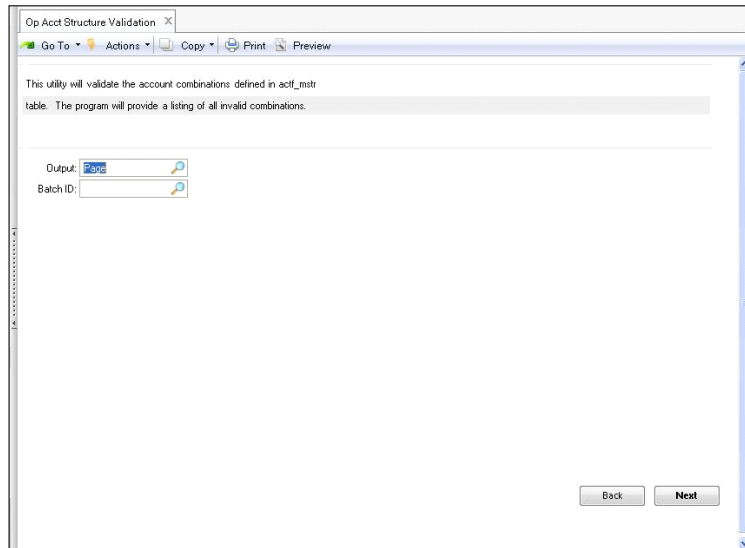 Op Acct Structure Validation
Go To Actions Copy Print Preview
This utility will validate the account combinations defined in actf_mstr
table. The program will provide a listing of all invalid combinations.
Output: Page
Batch ID:
Back Next